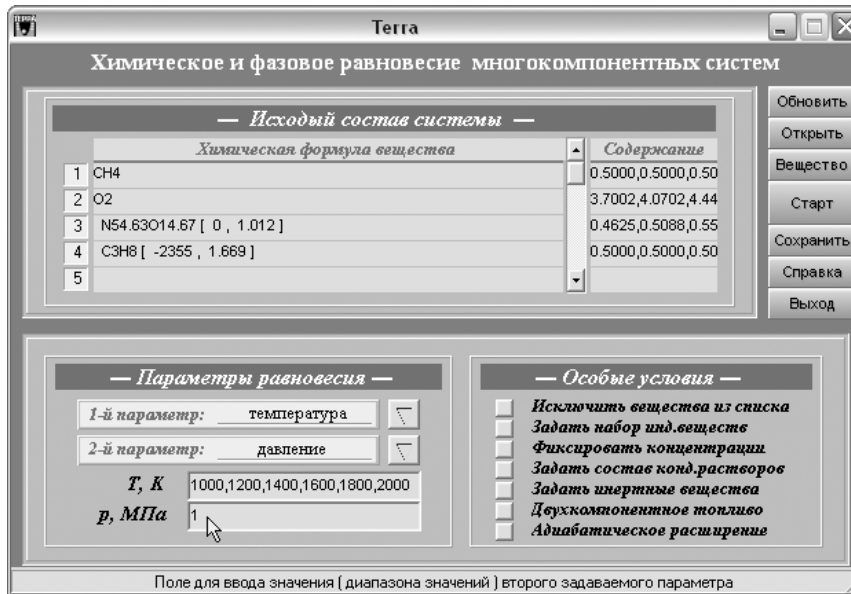 Terra
Химическое и фазовое равновесие многокомпонентных систем
— Исходый состав системы —
Химическая формула вещества Содержание
1 CH4 0.5000,0.5000,0.50
2 O2 3.7002,4.0702,4.44
3 N54.63O14.67 [ 0 , 1.012 ] 0.4625,0.5088,0.55
4 C3H8 [ -2355 , 1.669 ] 0.5000,0.5000,0.50
5
Обновить
Открыть
Вещество
Старт
Сохранить
Справка
Выход
— Параметры равновесия —
1-й параметр: температура
2-й параметр: давление
T, K 1000,1200,1400,1600,1800,2000
p, МПа 1
— Особые условия —
Исключить вещества из списка
Задать набор инд.веществ
Фиксировать концентрации
Задать состав конд.растворов
Задать инертные вещества
Двухкомпонентное топливо
Адиабатическое расширение
Поле для ввода значения ( диапазона значений ) второго задаваемого параметра